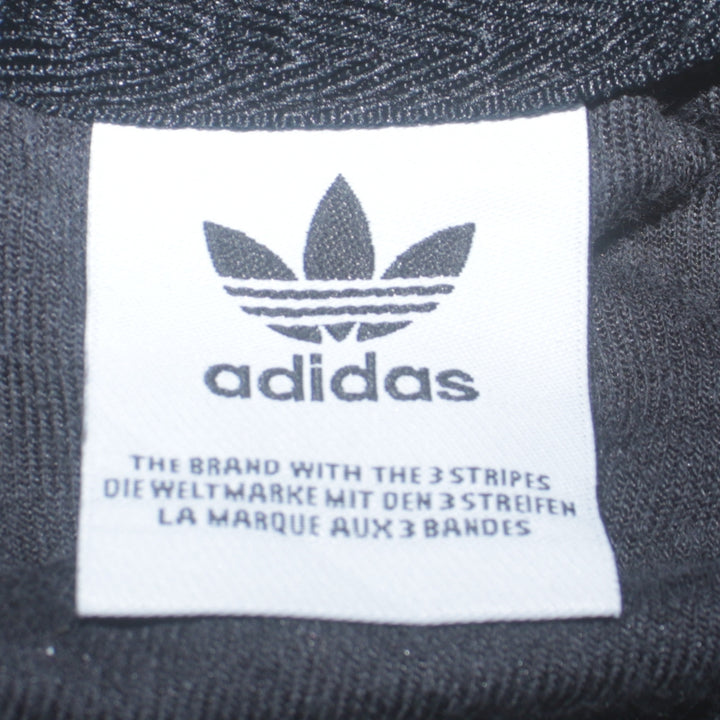 adidas
THE BRAND WITH THE 3 STRIPES
DIE WELTMARKE MIT DEN 3 STREIFEN
LA MARQUE AUX 3 BANDES